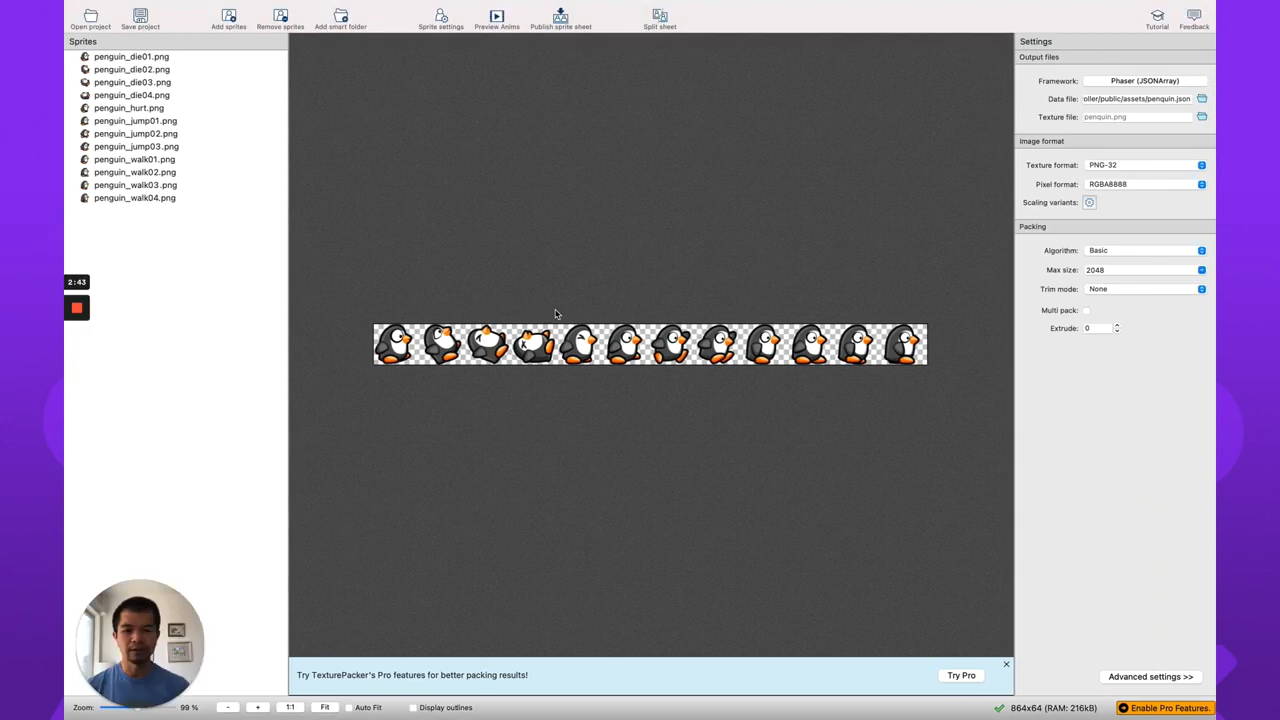 Open project
Save project
Add sprites
Remove sprites
Add smart folder
Sprite settings
Preview Anims
Publish sprite sheet
Split sheet
Tutorial
Feedback
Sprites
penguin_die01.png
penguin_die02.png
penguin_die03.png
penguin_die04.png
penguin_hurt.png
penguin_jump01.png
penguin_jump02.png
penguin_jump03.png
penguin_walk01.png
penguin_walk02.png
penguin_walk03.png
penguin_walk04.png
2:43
Settings
Output files
Framework: Phaser (JSONArray)
Data file: oller/public/assets/penquin.json
Texture file: penquin.png
Image format
Texture format: PNG-32
Pixel format: RGBA8888
Scaling variants:
Packing
Algorithm: Basic
Max size: 2048
Trim mode: None
Multi pack:
Extrude: 0
Try TexturePacker's Pro features for better packing results!
Try Pro
Advanced settings >>
Zoom: 99 % - + 1:1 Fit Auto Fit Display outlines
864x64 (RAM: 216kB)
Enable Pro Features.